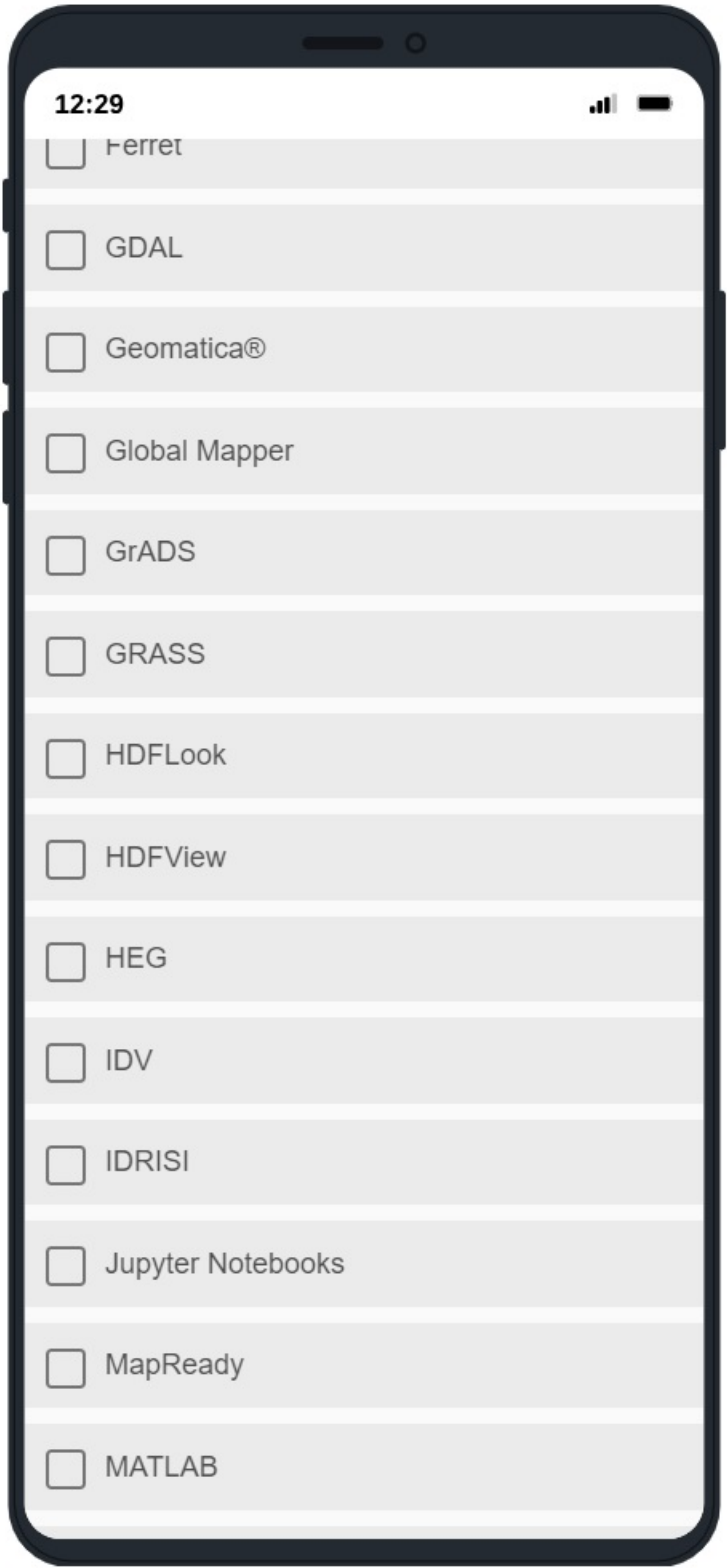 12:29
Ferret
GDAL
Geomatica®
Global Mapper
GrADS
GRASS
HDFLook
HDFView
HEG
IDV
IDRISI
Jupyter Notebooks
MapReady
MATLAB